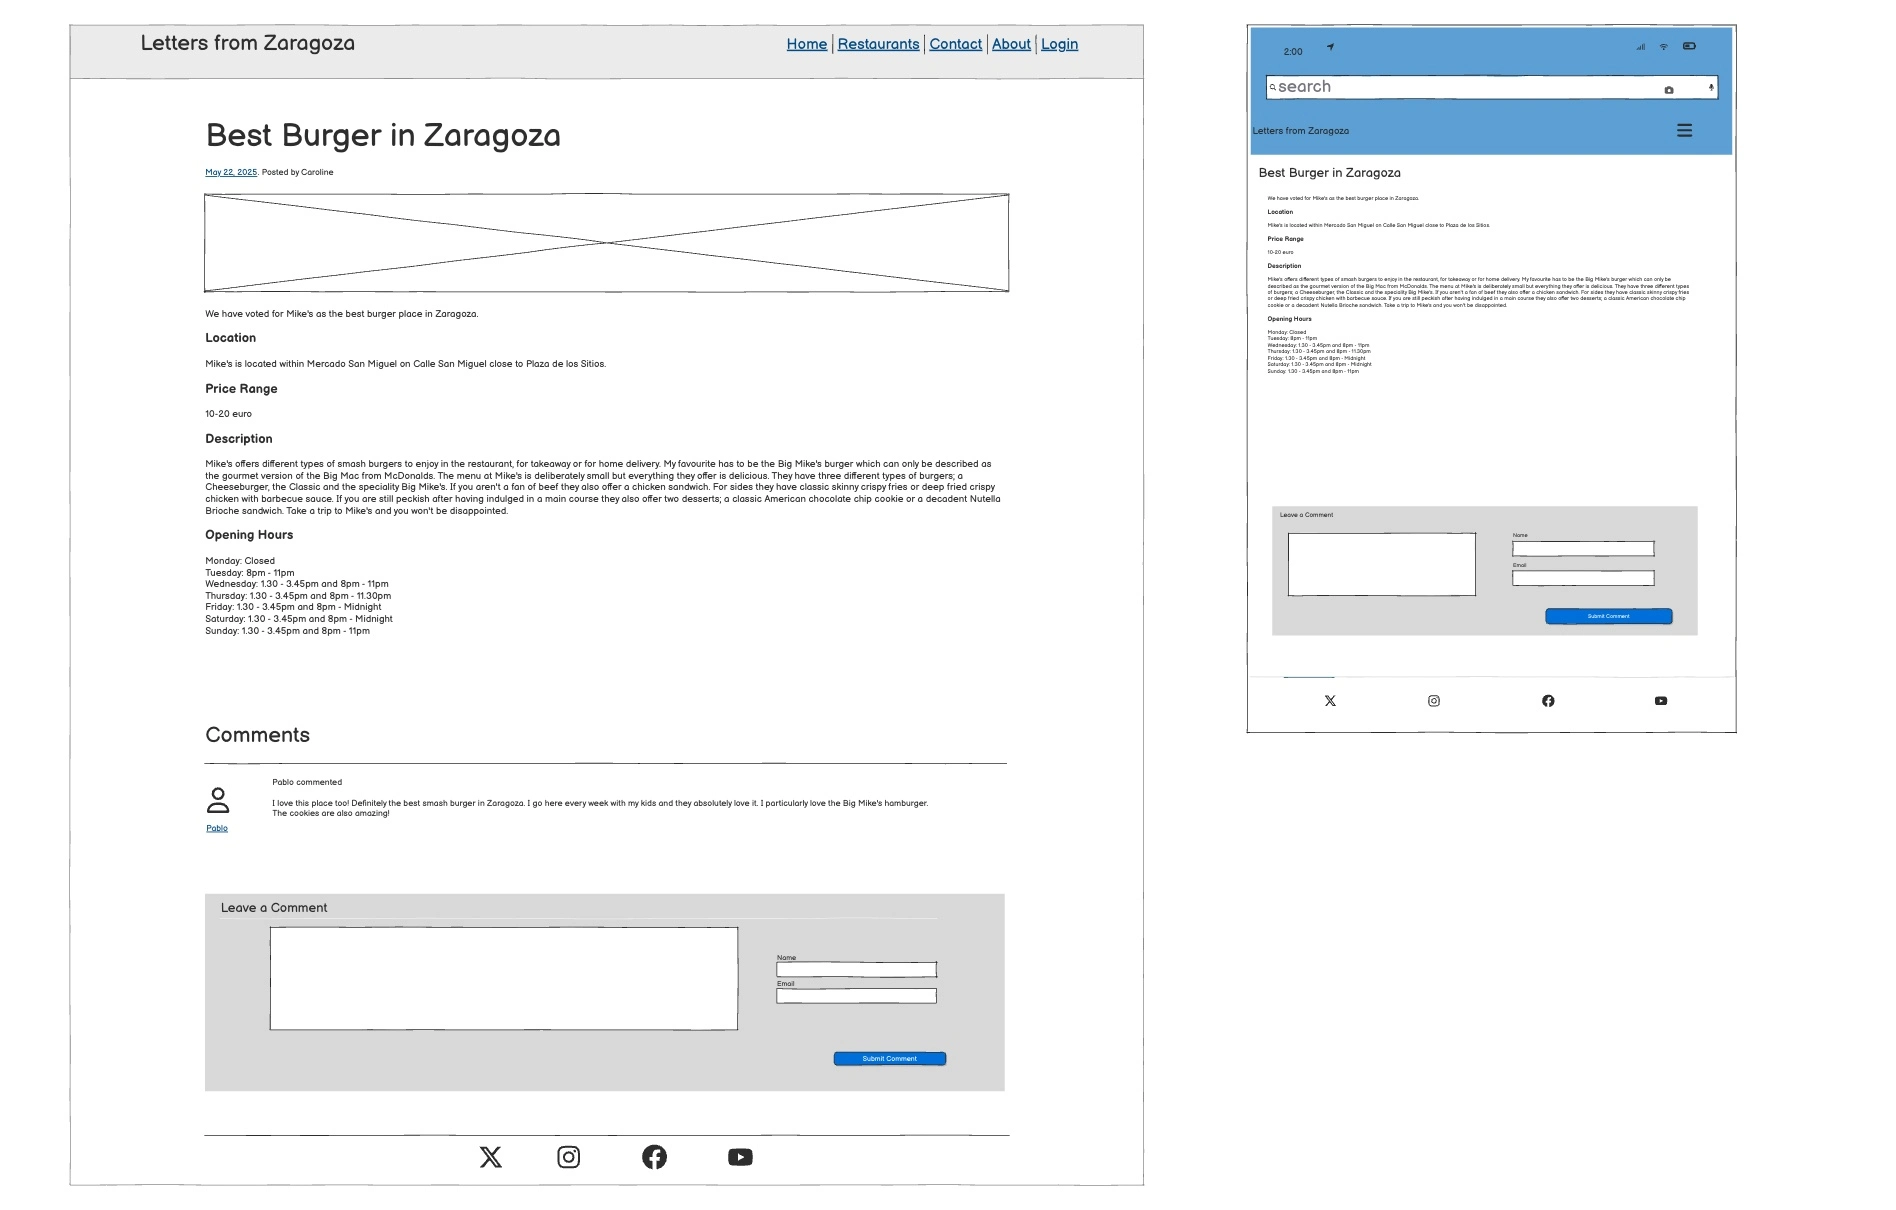 Letters from Zaragoza
Home | Restaurants | Contact | About | Login
Best Burger in Zaragoza
May 22, 2025. Posted by Caroline
We have voted for Mike's as the best burger place in Zaragoza.
Location
Mike's is located within Mercado San Miguel on Calle San Miguel close to Plaza de los Sitios.
Price Range
10-20 euro
Description
Mike's offers different types of smash burgers to enjoy in the restaurant, for takeaway or for home delivery. My favourite has to be the Big Mike's burger which can only be described as
the gourmet version of the Big Mac from McDonalds. The menu at Mike's is deliberately small but everything they offer is delicious. They have three different types of burgers; a
Cheeseburger, the Classic and the speciality Big Mike's. If you aren't a fan of beef they also offer a chicken sandwich. For sides they have classic skinny crispy fries or deep fried crispy
chicken with barbecue sauce. If you are still peckish after having indulged in a main course they also offer two desserts; a classic American chocolate chip cookie or a decadent Nutella
Brioche sandwich. Take a trip to Mike's and you won't be disappointed.
Opening Hours
Monday: Closed
Tuesday: 8pm - 11pm
Wednesday: 1.30 - 3.45pm and 8pm - 11pm
Thursday: 1.30 - 3.45pm and 8pm - 11.30pm
Friday: 1.30 - 3.45pm and 8pm - Midnight
Saturday: 1.30 - 3.45pm and 8pm - Midnight
Sunday: 1.30 - 3.45pm and 8pm - 11pm
Comments
Pablo commented
I love this place too! Definitely the best smash burger in Zaragoza. I go here every week with my kids and they absolutely love it. I particularly love the Big Mike's hamburger.
The cookies are also amazing!
Pablo
Leave a Comment
Name
Email
Submit Comment
2:00
search
Letters from Zaragoza
Best Burger in Zaragoza
We have voted for Mike's as the best burger place in Zaragoza.
Location
Mike's is located within Mercado San Miguel on Calle San Miguel close to Plaza de los Sitios.
Price Range
10-20 euro
Description
Mike's offers different types of smash burgers to enjoy in the restaurant, for takeaway or for home delivery. My favourite has to be the Big Mike's burger which can only be
described as the gourmet version of the Big Mac from McDonalds. The menu at Mike's is deliberately small but everything they offer is delicious. They have three different types
of burgers; a Cheeseburger, the Classic and the speciality Big Mike's. If you aren't a fan of beef they also offer a chicken sandwich. For sides they have classic skinny crispy fries
or deep fried crispy chicken with barbecue sauce. If you are still peckish after having indulged in a main course they also offer two desserts; a classic American chocolate chip
cookie or a decadent Nutella Brioche sandwich. Take a trip to Mike's and you won't be disappointed.
Opening Hours
Monday: Closed
Tuesday: 8pm - 11pm
Wednesday: 1.30 - 3.45pm and 8pm - 11pm
Thursday: 1.30 - 3.45pm and 8pm - 11.30pm
Friday: 1.30 - 3.45pm and 8pm - Midnight
Saturday: 1.30 - 3.45pm and 8pm - Midnight
Sunday: 1.30 - 3.45pm and 8pm - 11pm
Leave a Comment
Name
Email
Submit Comment